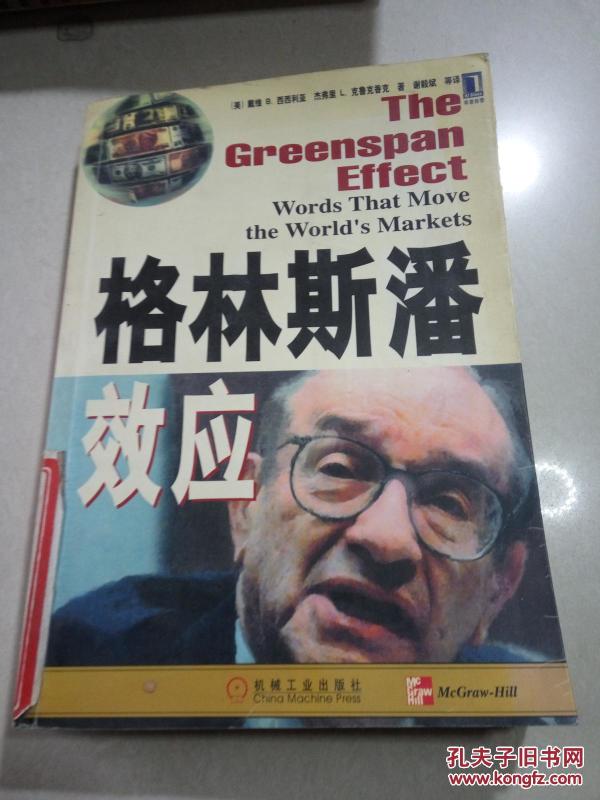 [美] 戴维 B. 西西利亚 杰弗里 L. 克鲁克香克 著 谢毅斌 等译
The
Greenspan
Effect
Words That Move
the World's Markets
格林斯潘
效应
机械工业出版社
China Machine Press
Mc
Graw
Hill
McGraw-Hill
孔夫子旧书网
www.kongfz.com